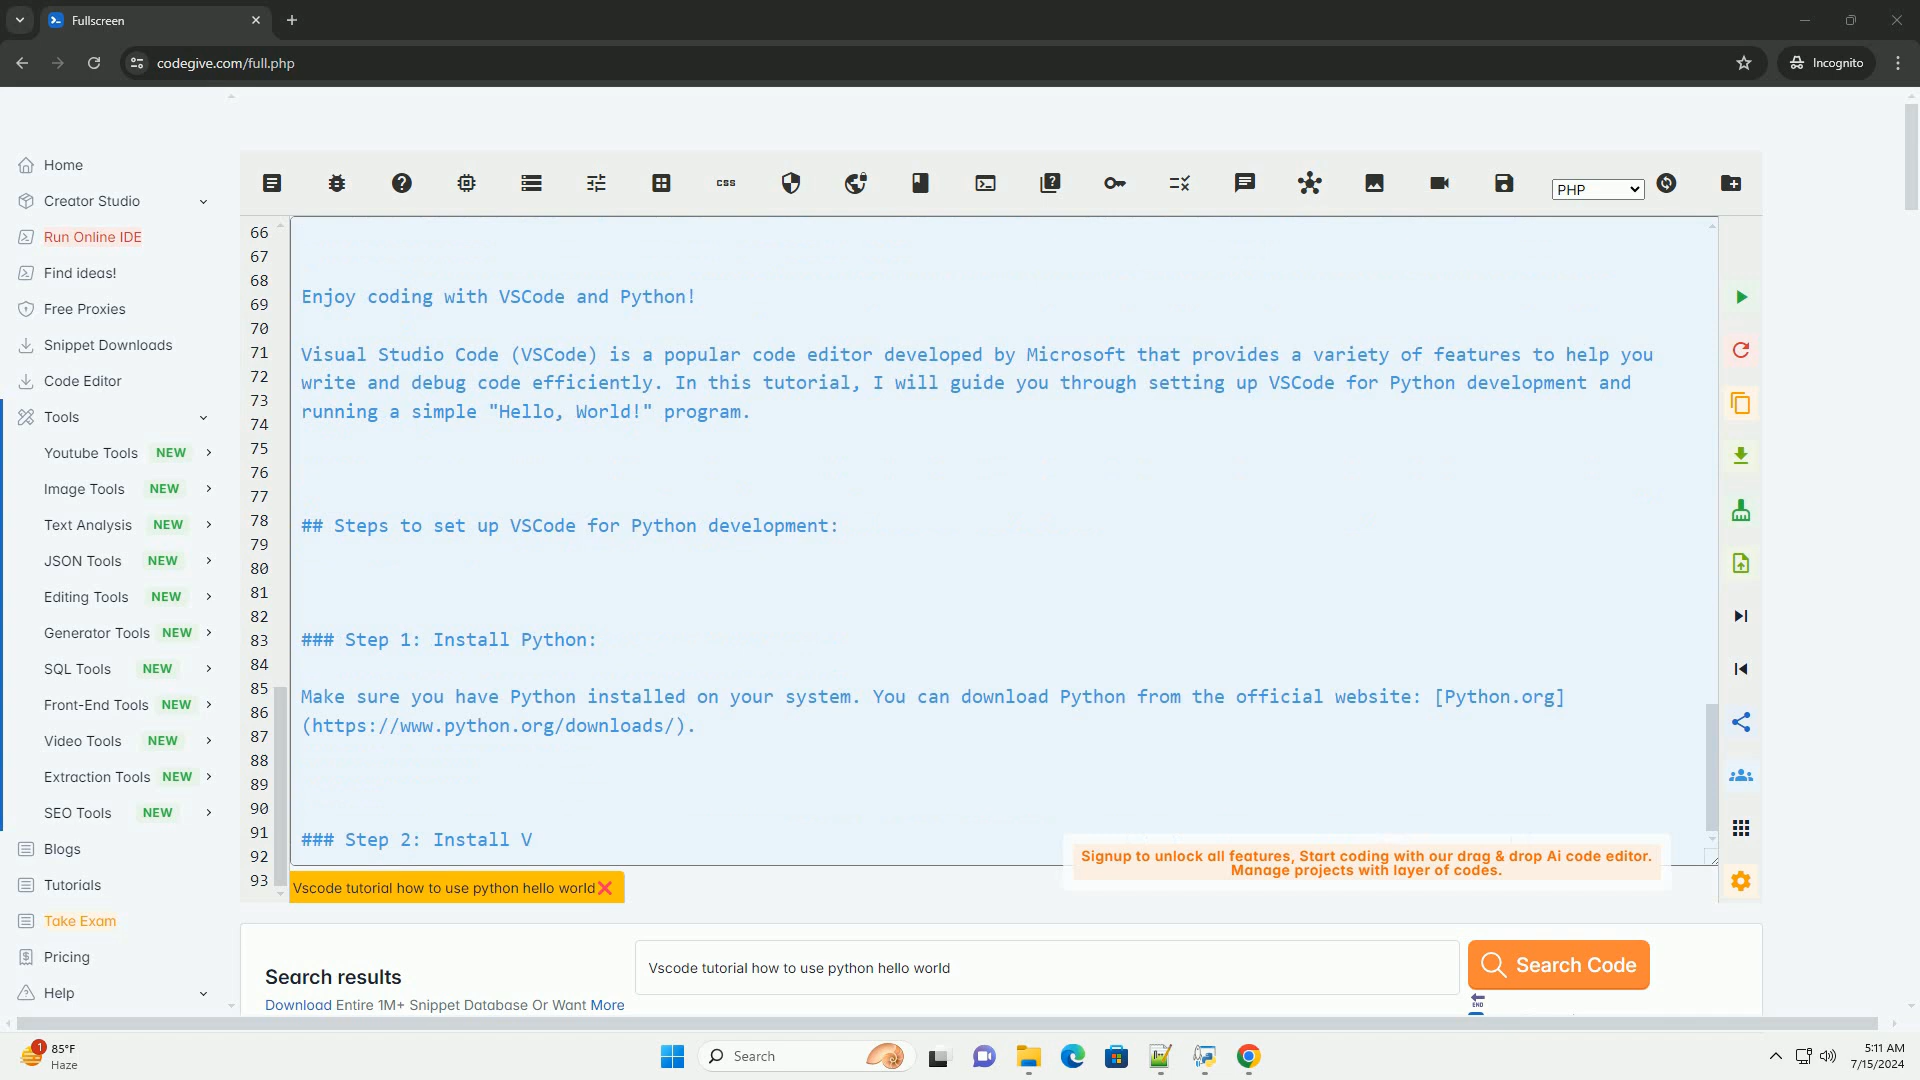 Fullscreen
codegive.com/full.php
Incognito
Home
Creator Studio
Run Online IDE
Find ideas!
Free Proxies
Snippet Downloads
Code Editor
Tools
Youtube Tools NEW
Image Tools NEW
Text Analysis NEW
JSON Tools NEW
Editing Tools NEW
Generator Tools NEW
SQL Tools NEW
Front-End Tools NEW
Video Tools NEW
Extraction Tools NEW
SEO Tools NEW
Blogs
Tutorials
Take Exam
Pricing
Help
css
PHP
66
67
68
69
70
71
72
73
74
75
76
77
78
79
80
81
82
83
84
85
86
87
88
89
90
91
92
93
Enjoy coding with VSCode and Python!
Visual Studio Code (VSCode) is a popular code editor developed by Microsoft that provides a variety of features to help you
write and debug code efficiently. In this tutorial, I will guide you through setting up VSCode for Python development and
running a simple "Hello, World!" program.
## Steps to set up VSCode for Python development:
### Step 1: Install Python:
Make sure you have Python installed on your system. You can download Python from the official website: [Python.org]
(https://www.python.org/downloads/).
### Step 2: Install V
Signup to unlock all features, Start coding with our drag & drop Ai code editor.
Manage projects with layer of codes.
Vscode tutorial how to use python hello world
Search results
Download Entire 1M+ Snippet Database Or Want More
Vscode tutorial how to use python hello world
Search Code
END
1
85°F
Haze
Search
5:11 AM
7/15/2024